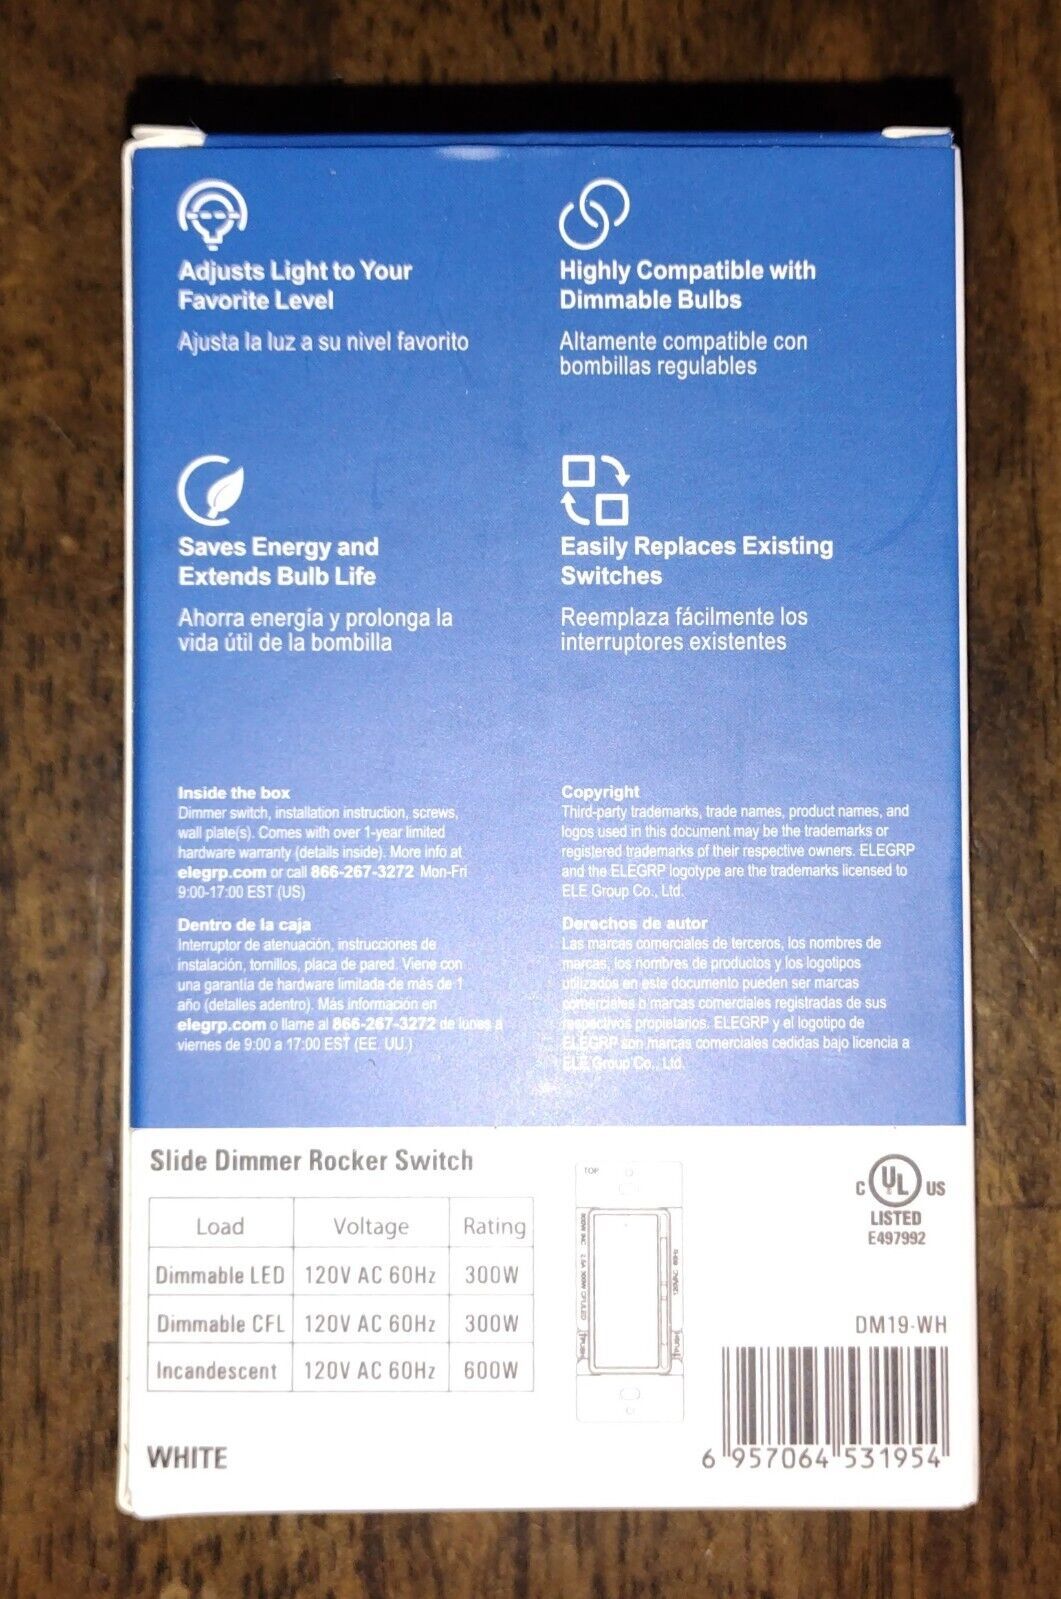 Adjusts Light to Your
Favorite Level
Ajusta la luz a su nivel favorito
Highly Compatible with
Dimmable Bulbs
Altamente compatible con
bombillas regulables
Saves Energy and
Extends Bulb Life
Ahorra energía y prolonga la
vida útil de la bombilla
Easily Replaces Existing
Switches
Reemplaza fácilmente los
interruptores existentes
Inside the box
Dimmer switch, installation instruction, screws,
wall plate(s). Comes with over 1-year limited
hardware warranty (details inside). More info at
elegrp.com or call 866-267-3272 Mon-Fri
9:00-17:00 EST (US)
Dentro de la caja
Interruptor de atenuación, instrucciones de
instalación, tornillos, placa de pared. Viene con
una garantía de hardware limitada de más de 1
año (detalles adentro). Más información en
elegrp.com o llame al 866-267-3272 de lunes a
viernes de 9:00 a 17:00 EST (EE. UU.)
Copyright
Third-party trademarks, trade names, product names, and
logos used in this document may be the trademarks or
registered trademarks of their respective owners. ELEGRP
and the ELEGRP logotype are the trademarks licensed to
ELE Group Co., Ltd.
Derechos de autor
Las marcas comerciales de terceros, los nombres de
marcas, los nombres de productos y los logotipos
utilizados en este documento pueden ser marcas
comerciales o marcas comerciales registradas de sus
respectivos propietarios. ELEGRP y el logotipo de
ELEGRP son marcas comerciales cedidas bajo licencia a
ELE Group Co., Ltd.
Slide Dimmer Rocker Switch
Load Voltage Rating
Dimmable LED 120V AC 60Hz 300W
Dimmable CFL 120V AC 60Hz 300W
Incandescent 120V AC 60Hz 600W
WHITE
TOP
600W INC 2.5A 300W CFL/LED
120VAC 60Hz
PUSH
PUSH
C UL US
LISTED
E497992
DM19-WH
6 957064 531954